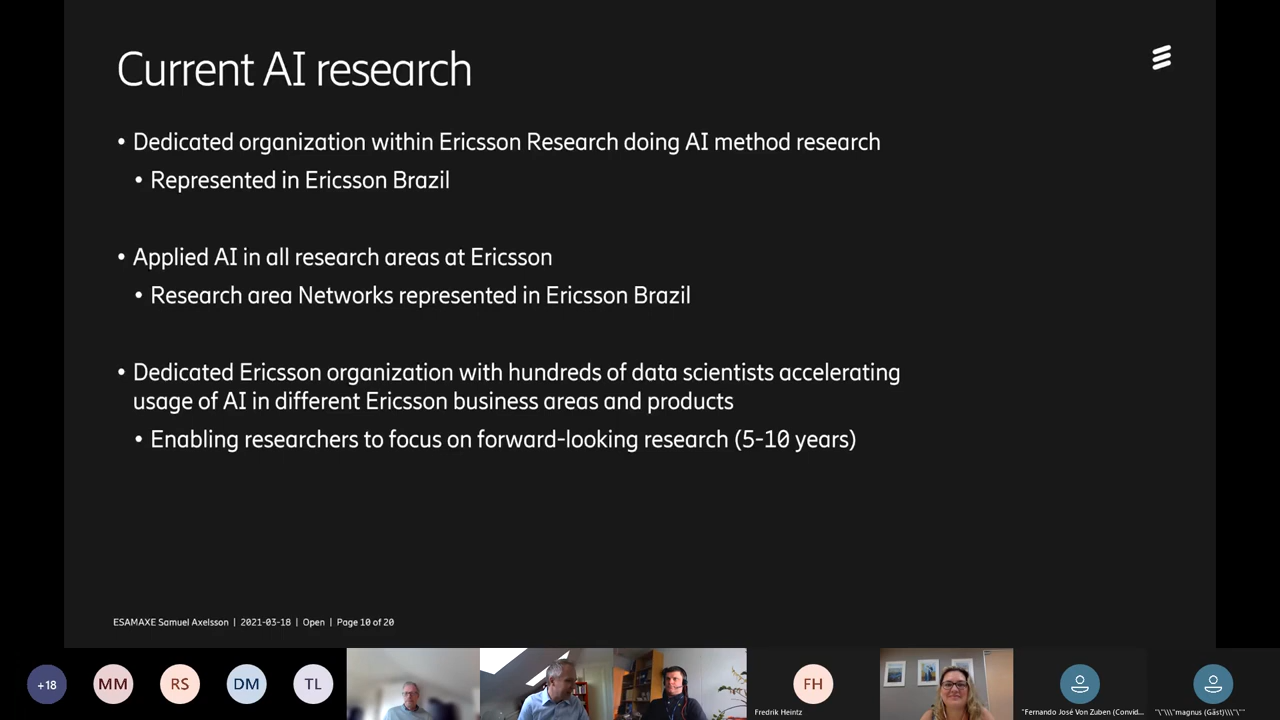 Current AI research
• Dedicated organization within Ericsson Research doing AI method research
• Represented in Ericsson Brazil
• Applied AI in all research areas at Ericsson
• Research area Networks represented in Ericsson Brazil
• Dedicated Ericsson organization with hundreds of data scientists accelerating
usage of AI in different Ericsson business areas and products
• Enabling researchers to focus on forward-looking research (5-10 years)
ESAMAXE Samuel Axelsson | 2021-03-18 | Open | Page 10 of 20
+18 MM RS DM TL FH
Fredrik Heintz
"Fernando José Von Zuben (Convid...
"\"\\\"magnus (Gäst)\\\"\""